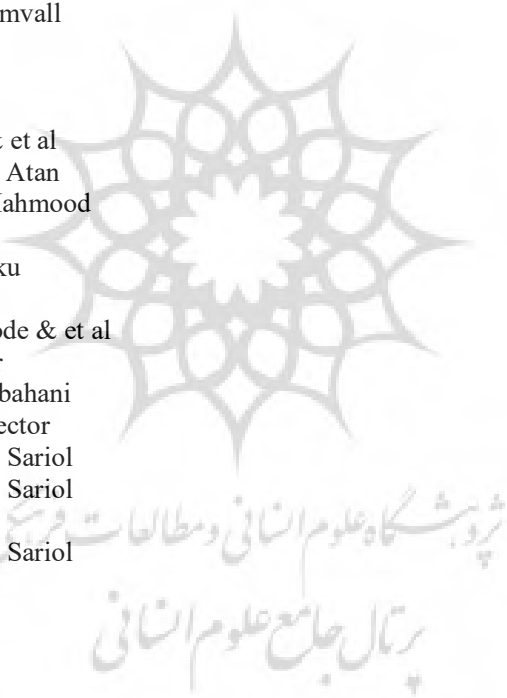 mvall
et al
Atan
ahmood
ku
ode & et al
bahani
ector
Sariol
Sariol
Sariol
پژوهشگاه علوم انسانی و مطالعات فرهنگی
پرتال جامع علوم انسانی